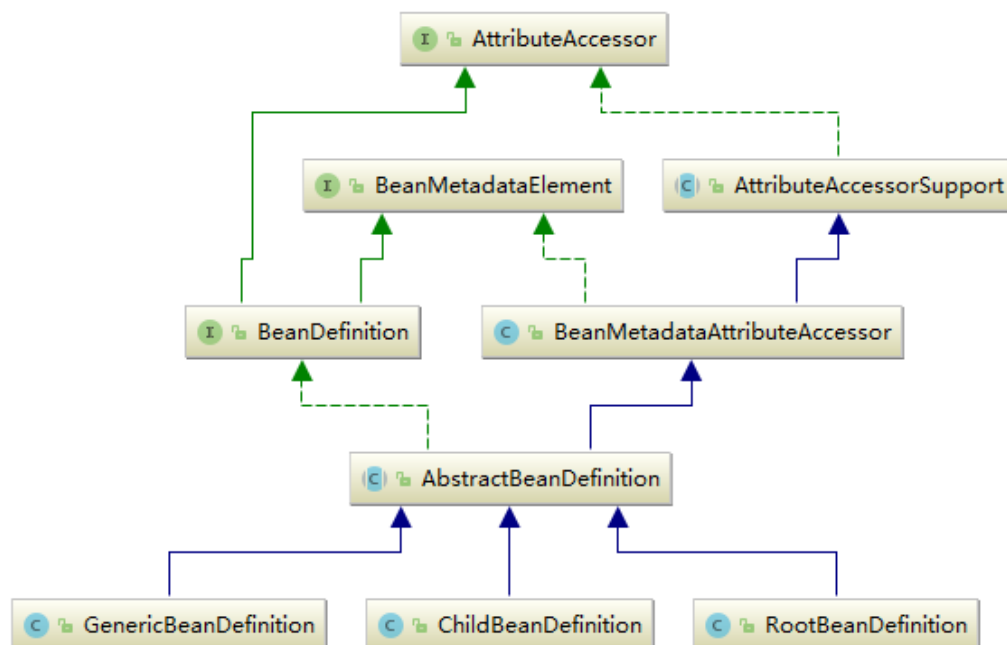 I AttributeAccessor
I BeanMetadataElement
C AttributeAccessorSupport
I BeanDefinition
C BeanMetadataAttributeAccessor
C AbstractBeanDefinition
C GenericBeanDefinition
C ChildBeanDefinition
C RootBeanDefinition